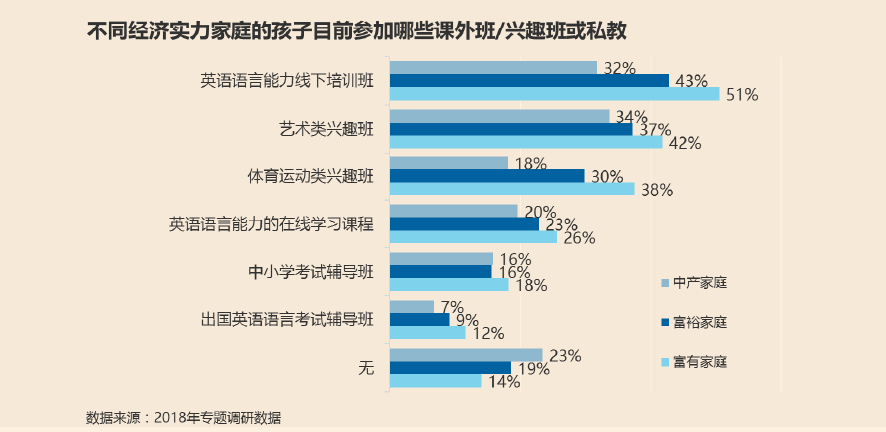 不同经济实力家庭的孩子目前参加哪些课外班/兴趣班或私教
英语语言能力线下培训班
32%
43%
51%
艺术类兴趣班
34%
37%
42%
体育运动类兴趣班
18%
30%
38%
英语语言能力的在线学习课程
20%
23%
26%
中小学考试辅导班
16%
16%
18%
出国英语语言考试辅导班
7%
9%
12%
无
23%
19%
14%
中产家庭
富裕家庭
富有家庭
数据来源：2018年专题调研数据